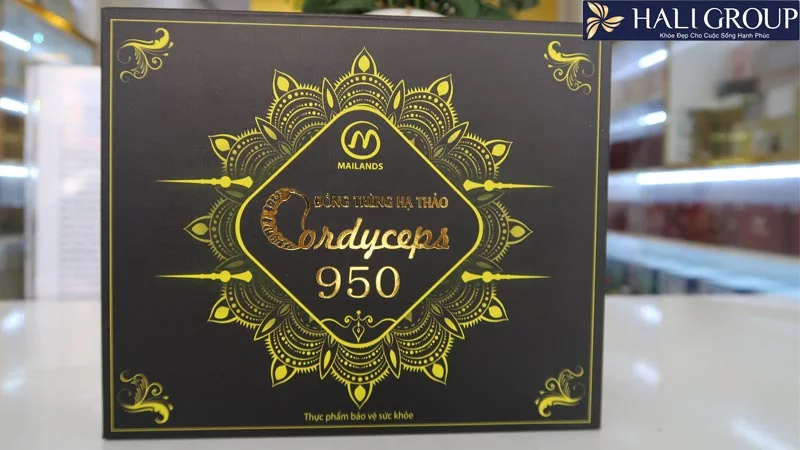 HALI GROUP
Khỏe Đẹp Cho Cuộc Sống Hạnh Phúc
M
MAILANDS
ĐÔNG TRÙNG HẠ THẢO
Cordyceps
950
Thực phẩm bảo vệ sức khỏe